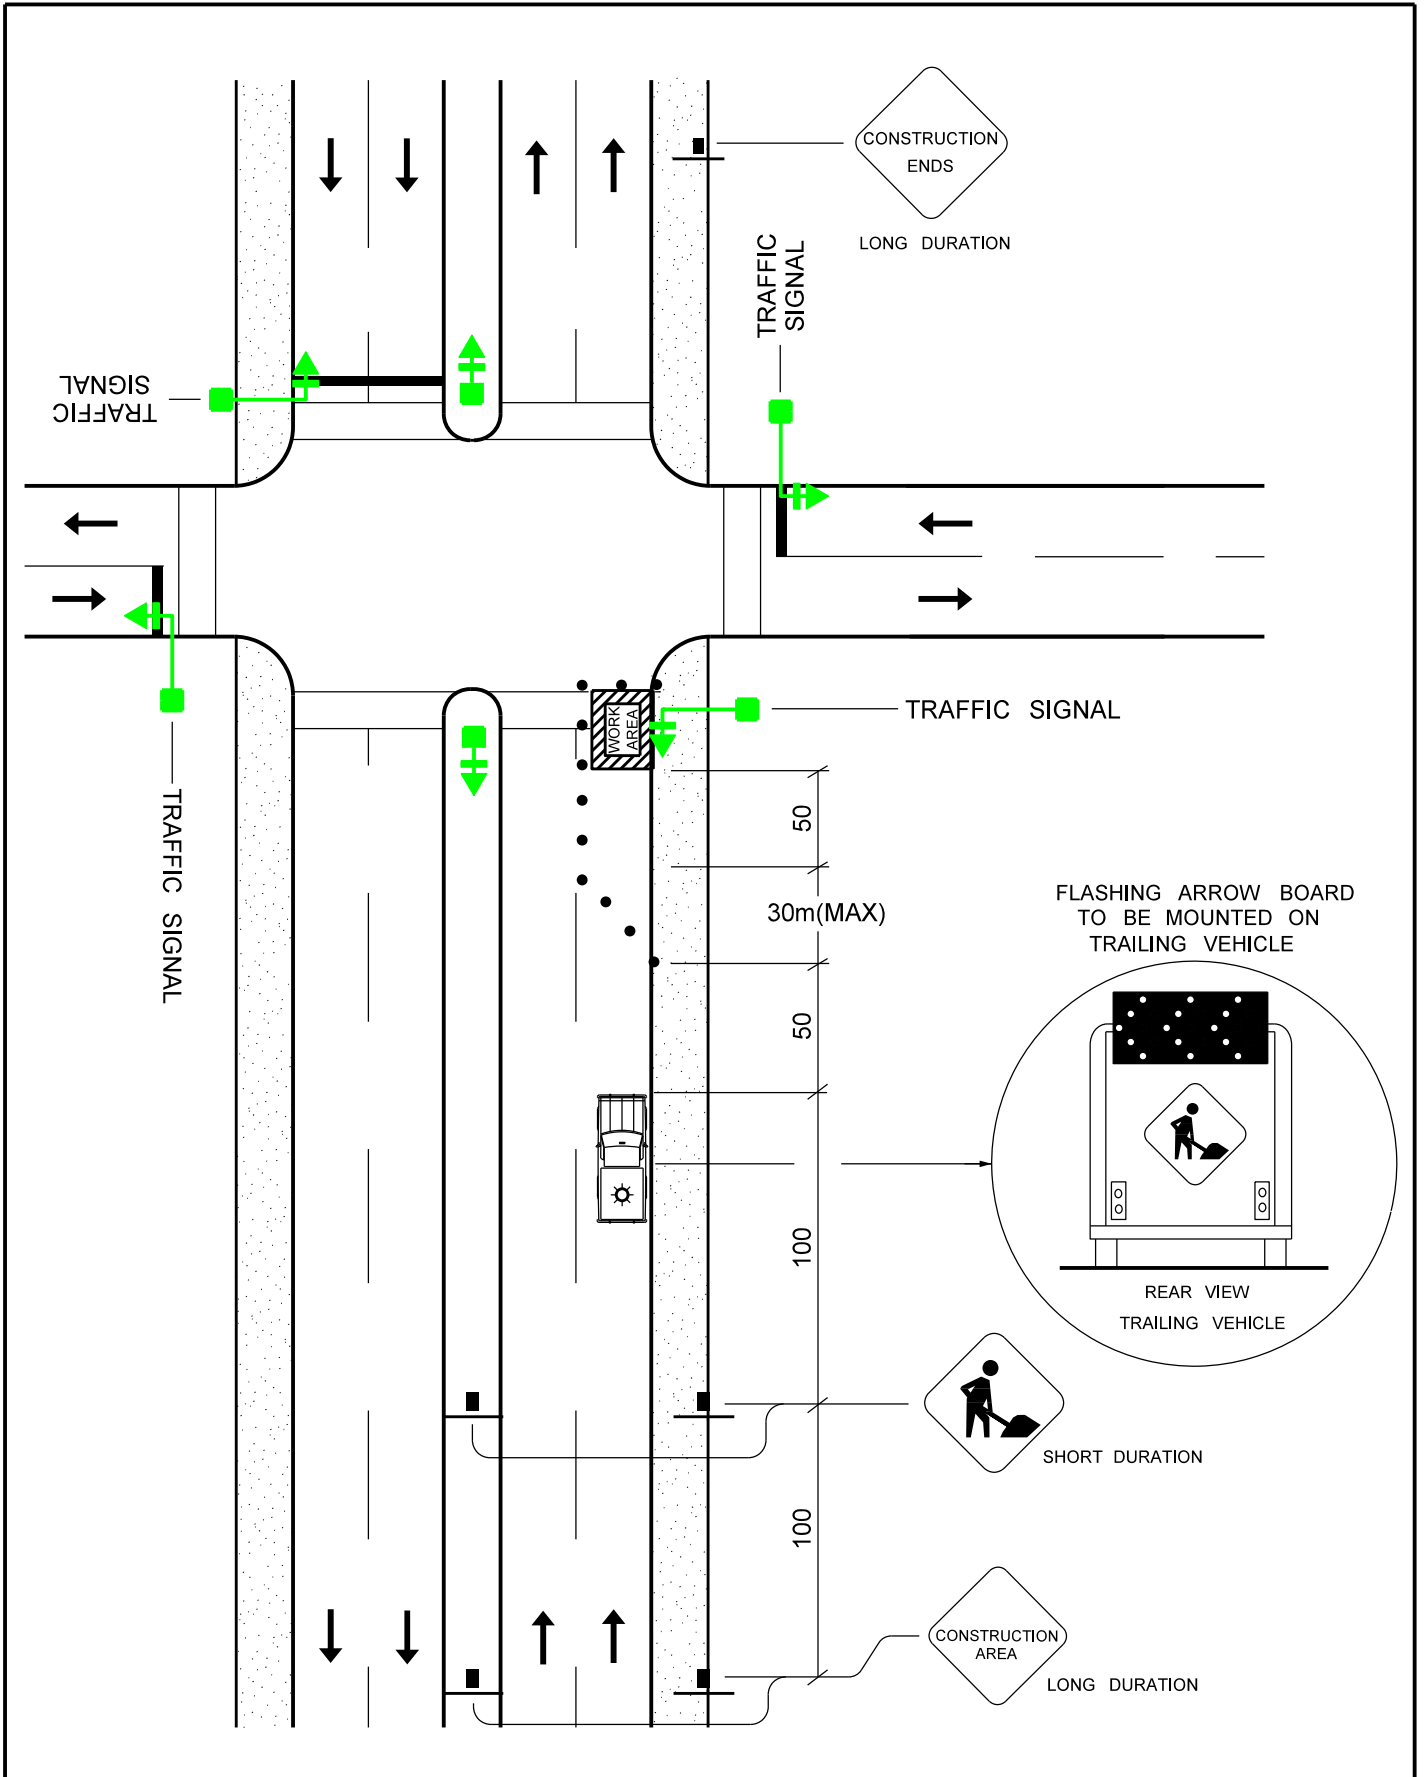 CONSTRUCTION
ENDS
LONG DURATION
TRAFFIC
SIGNAL
TRAFFIC
SIGNAL
WORK
AREA
TRAFFIC SIGNAL
TRAFFIC SIGNAL
50
30m(MAX)
50
FLASHING ARROW BOARD
TO BE MOUNTED ON
TRAILING VEHICLE
100
REAR VIEW
TRAILING VEHICLE
SHORT DURATION
100
CONSTRUCTION
AREA
LONG DURATION